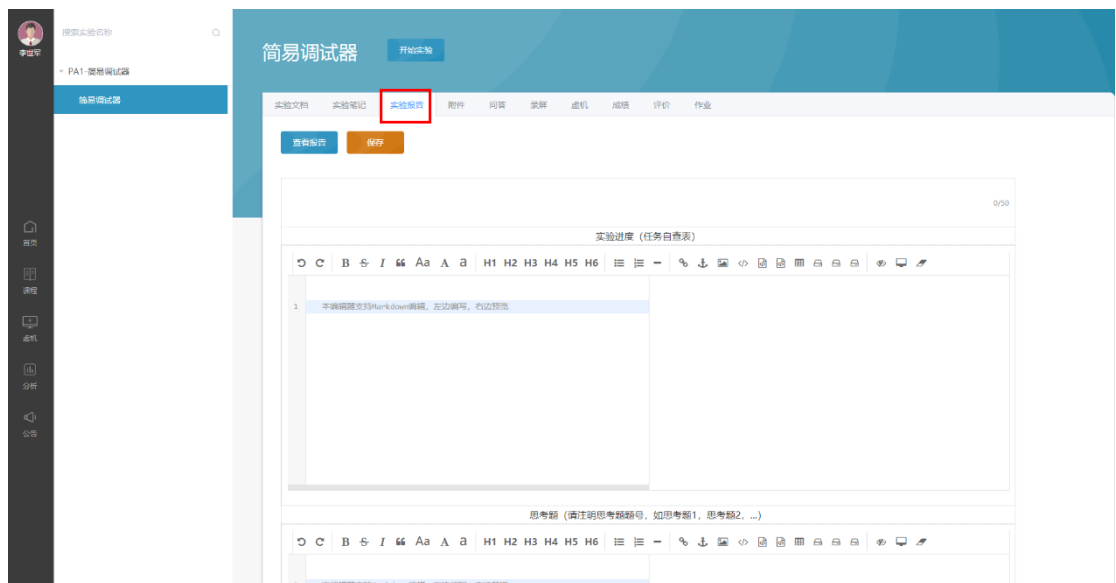 李世军
首页
课程
虚机
分析
公告
搜索实验名称
PA1-简易调试器
简易调试器
简易调试器
开始实验
实验文档 实验笔记 实验报告 附件 问答 录屏 虚机 成绩 评价 作业
查看报告 保存
0/50
实验进度（任务自查表）
B S I Aa A a H1 H2 H3 H4 H5 H6
1 本编辑器支持Markdown编辑，左边编写，右边预览
思考题（请注明思考题题号，如思考题1，思考题2，...）
B S I Aa A a H1 H2 H3 H4 H5 H6